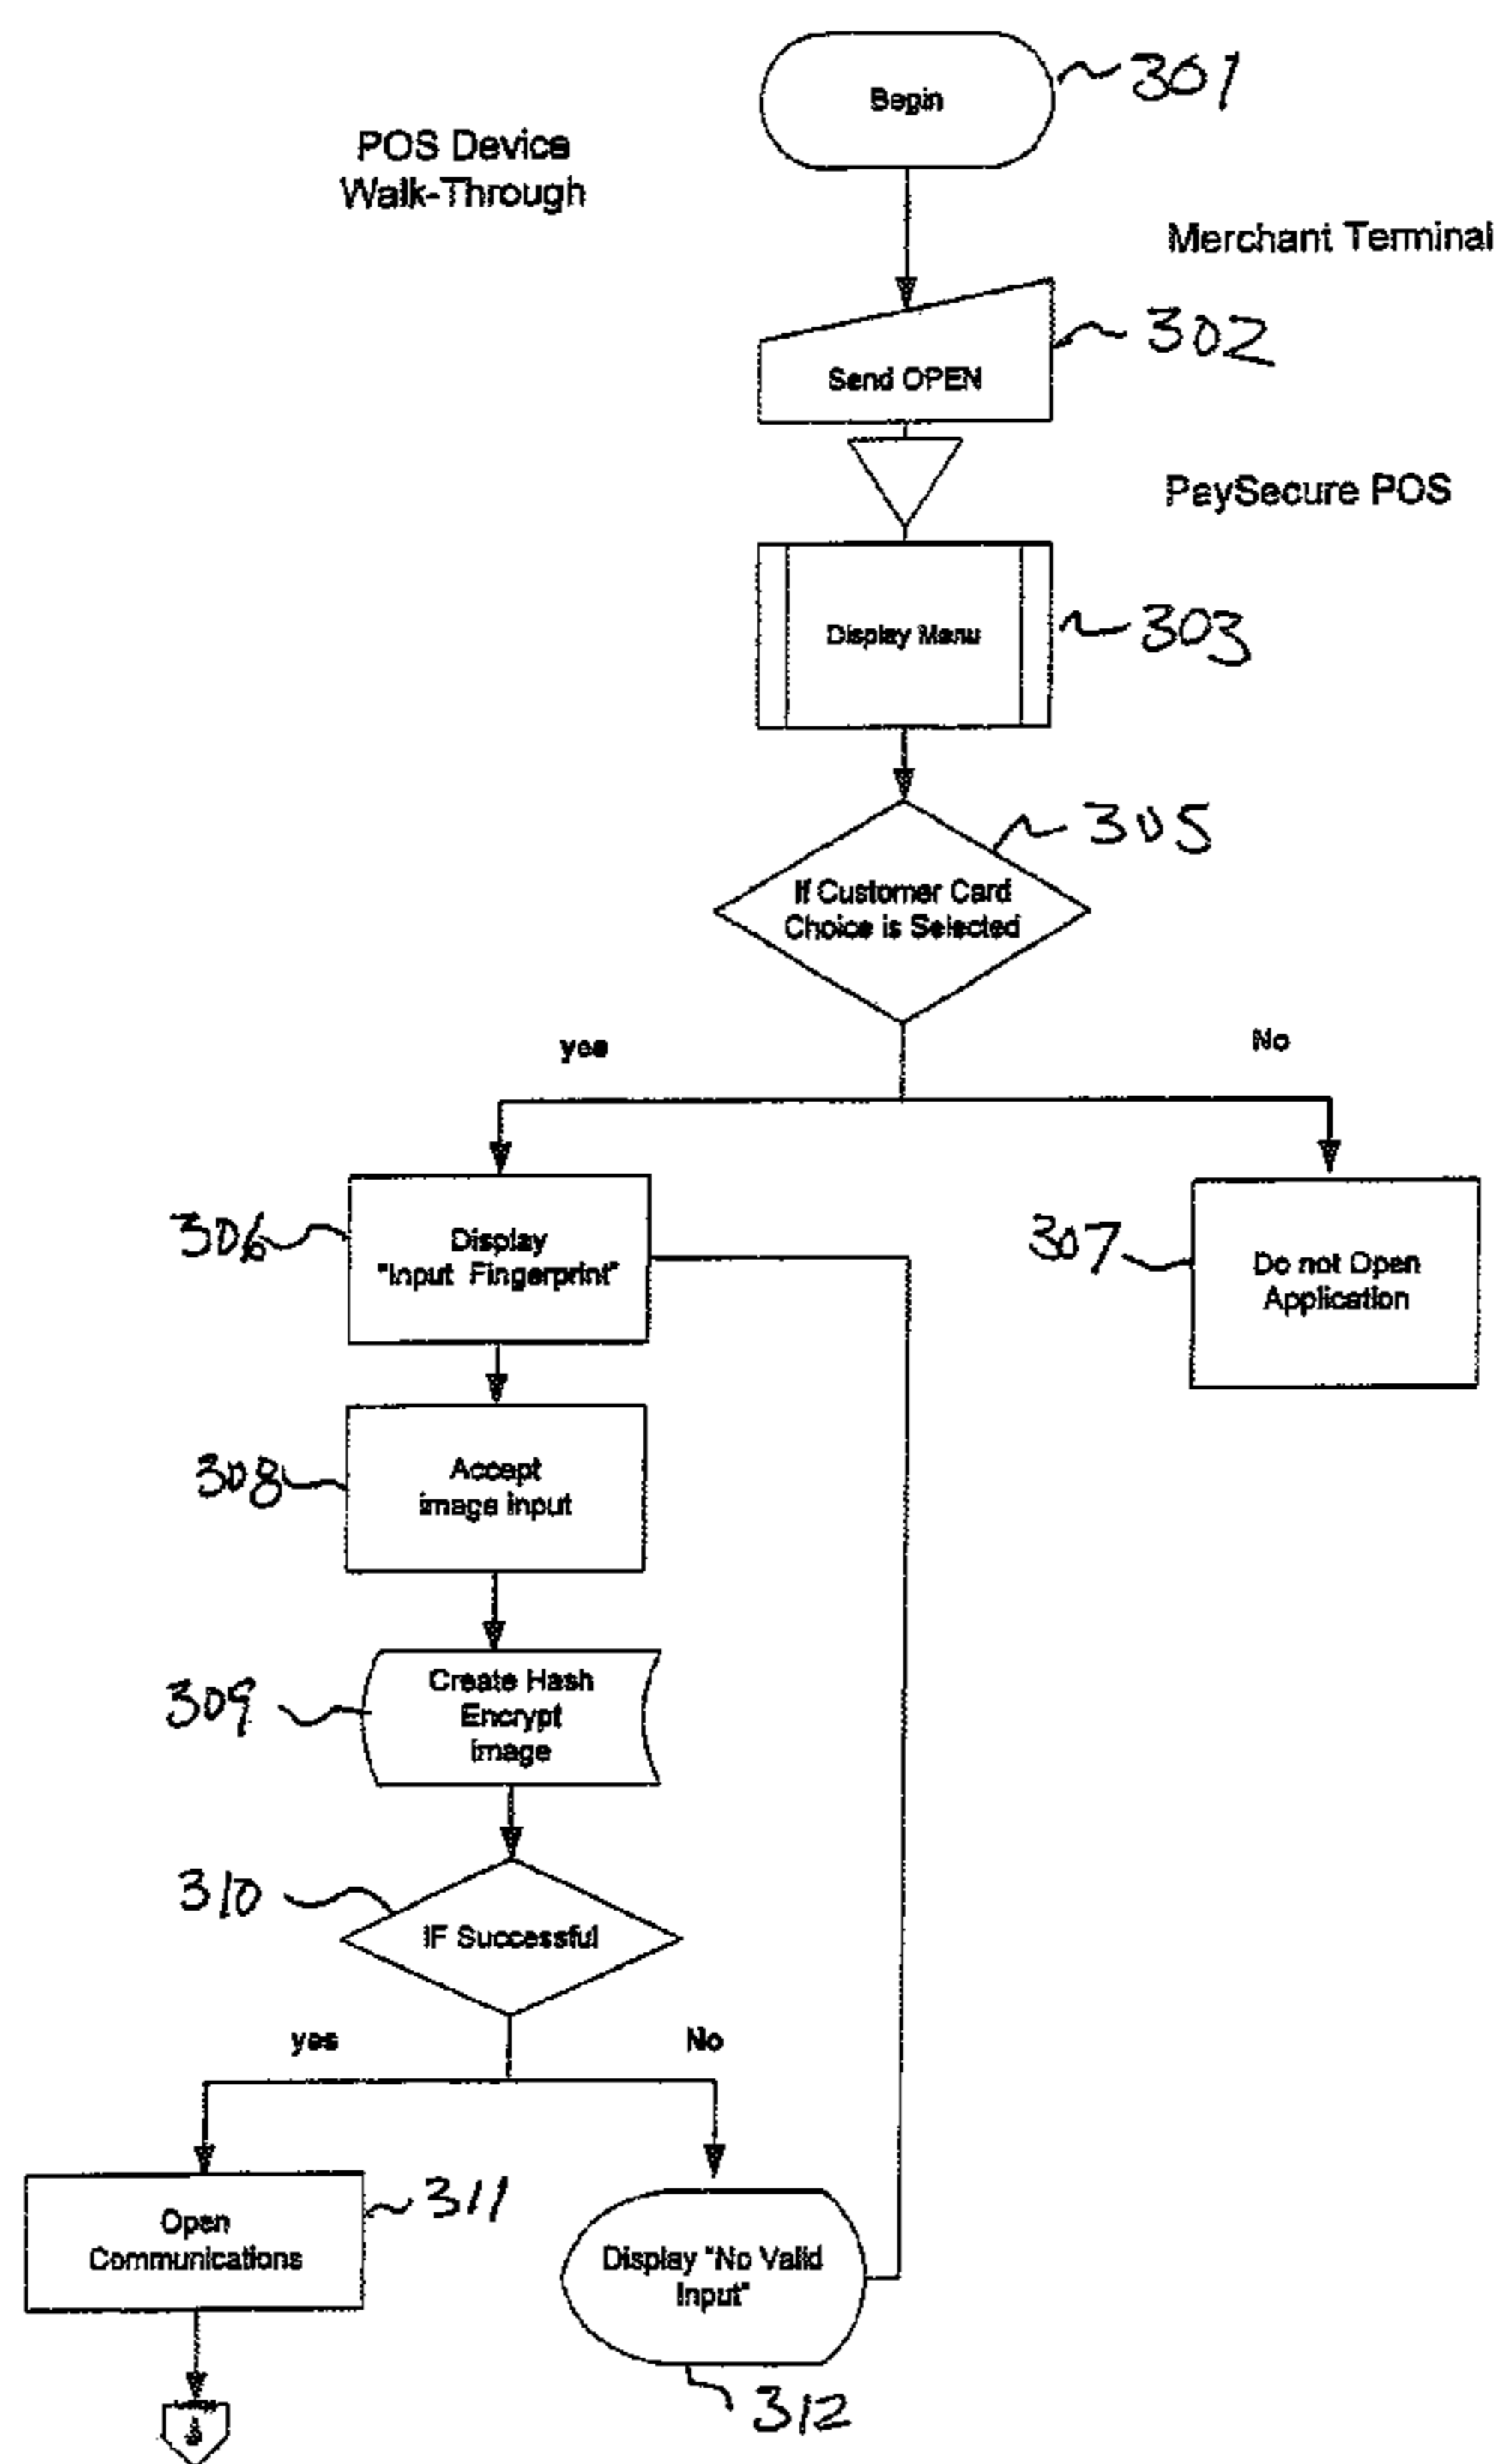 Begin
301
POS Device
Walk-Through
Merchant Terminal
302
Send OPEN
PaySecure POS
Display Menu
303
305
If Customer Card
Choice is Selected
yes
No
306
Display
"Input Fingerprint"
307
Do not Open
Application
308
Accept
image input
309
Create Hash
Encrypt
image
310
IF Successful
yes
No
311
Open
Communications
Display "No Valid
Input"
312